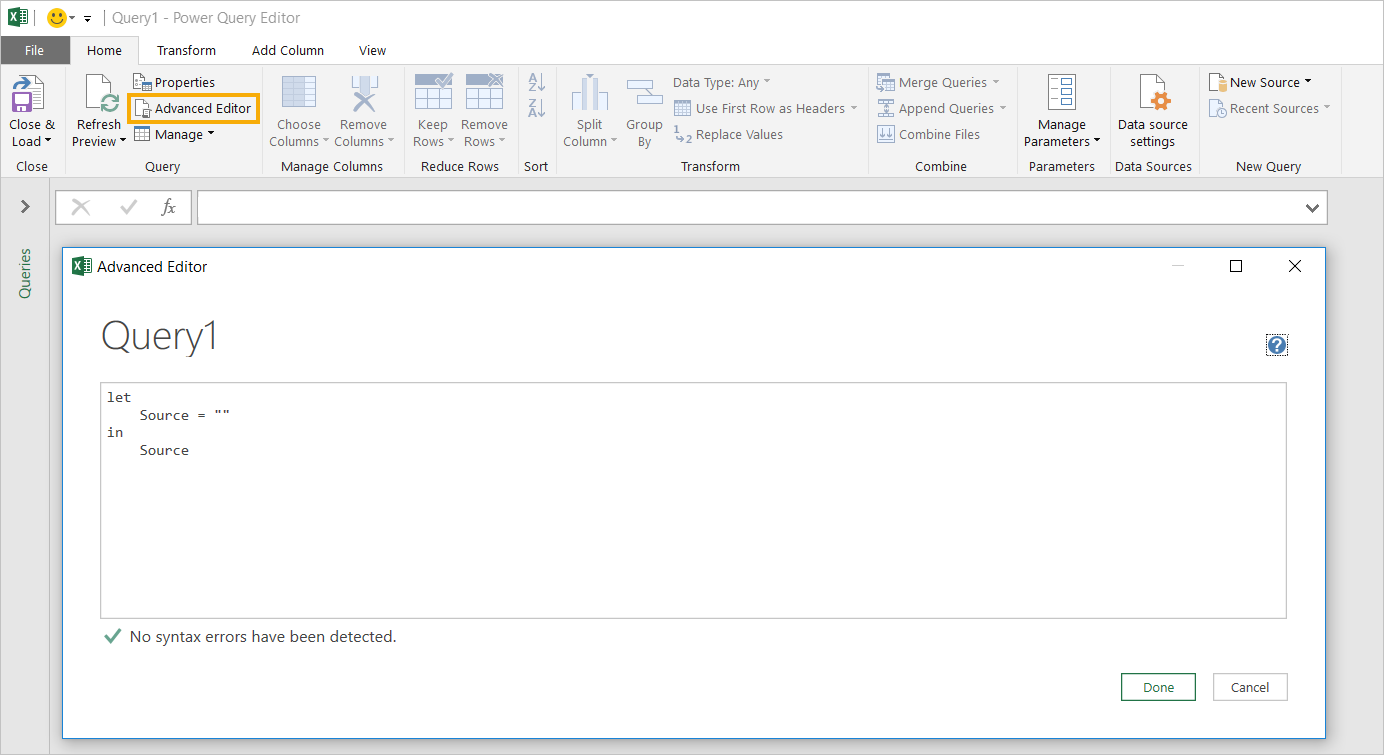 Query1 - Power Query Editor
File Home Transform Add Column View
Close & Load
Close
Refresh Preview
Properties
Advanced Editor
Manage
Query
Choose Columns
Remove Columns
Manage Columns
Keep Rows
Remove Rows
Reduce Rows
A Z
Z A
Sort
Split Column
Group By
Data Type: Any
Use First Row as Headers
1 2 Replace Values
Transform
Merge Queries
Append Queries
Combine Files
Combine
Manage Parameters
Parameters
Data source settings
Data Sources
New Source
Recent Sources
New Query
fx
Queries
Advanced Editor
Query1
?
let
    Source = ""
in
    Source
No syntax errors have been detected.
Done Cancel